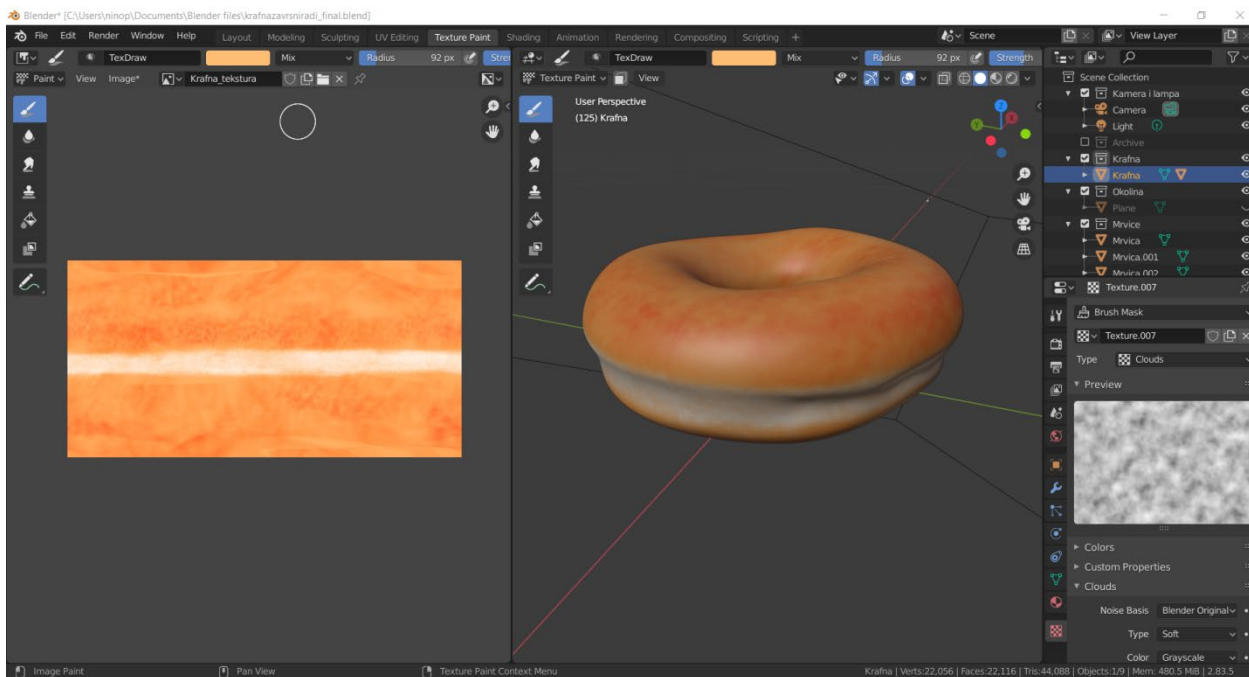 Blender* [C:\Users\ninop\Documents\Blender files\krafnazavrsniradi_final.blend]
File Edit Render Window Help Layout Modeling Sculpting UV Editing Texture Paint Shading Animation Rendering Compositing Scripting + Scene View Layer
TexDraw Mix Radius 92 px Stre
Paint View Image* Krafna_tekstura
TexDraw Mix Radius 92 px Strength
Texture Paint View
User Perspective
(125) Krafna
Z
Y
X
Scene Collection
Kamera i lampa
Camera
Light
Archive
Krafna
Krafna
Okolina
Plane
Mrvice
Mrvica
Mrvica.001
Mrvica.002
Texture.007
Brush Mask
Texture.007
Type Clouds
Preview
Colors
Custom Properties
Clouds
Noise Basis Blender Original
Type Soft
Color Grayscale
Image Paint Pan View Texture Paint Context Menu Krafna | Verts:22,056 | Faces:22,116 | Tris:44,088 | Objects:1/9 | Mem: 480.5 MiB | 2.83.5